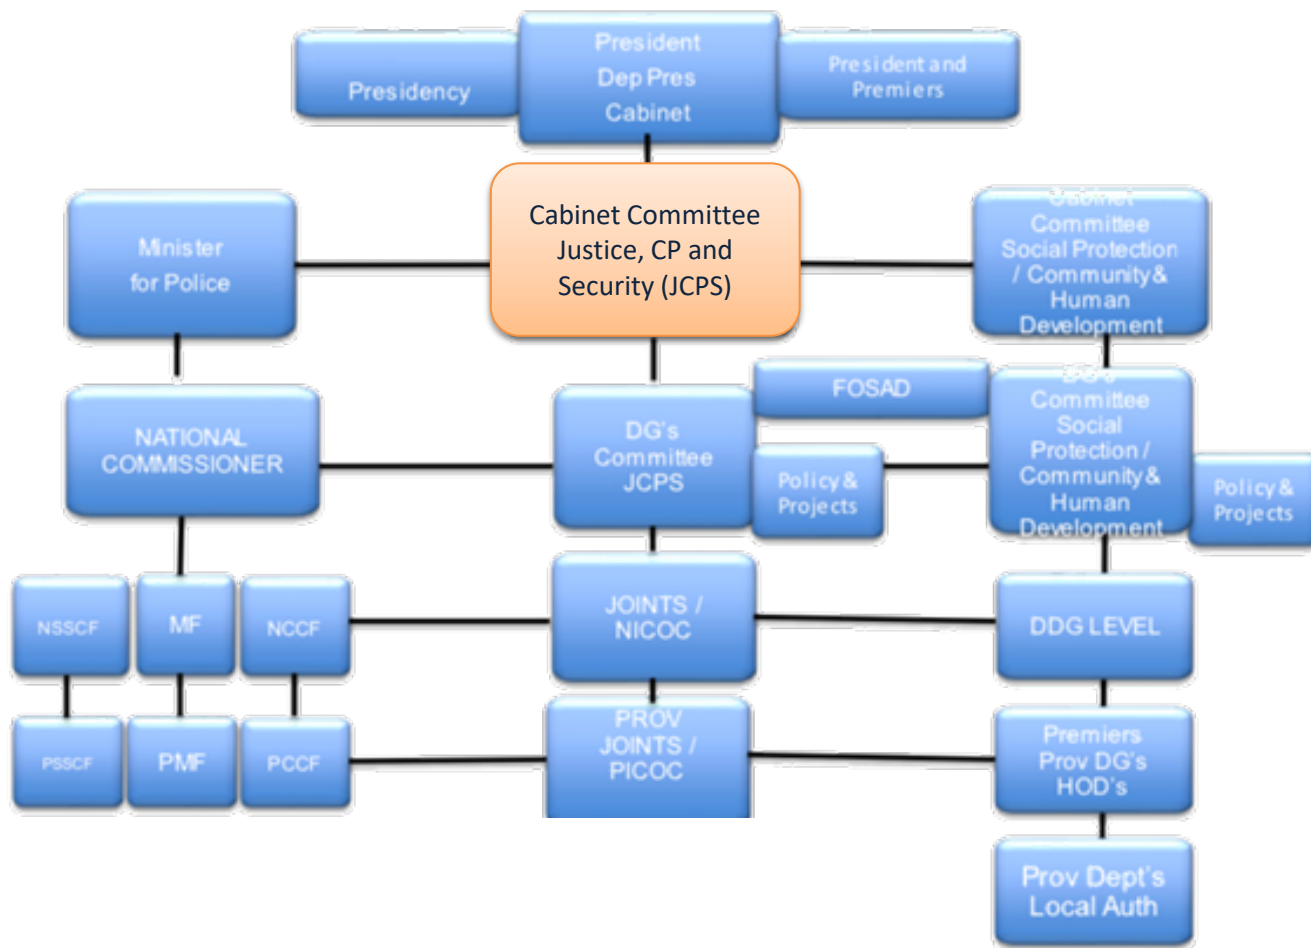 President
Dep Pres
Cabinet
Presidency
President and
Premiers
Cabinet Committee
Justice, CP and
Security (JCPS)
Minister
for Police
Cabinet
Committee
Social Protection
/ Community &
Human
Development
NATIONAL
COMMISSIONER
DG's
Committee
JCPS
FOSAD
Policy &
Projects
DG's
Committee
Social
Protection /
Community &
Human
Development
Policy &
Projects
NSSCF
MF
NCCF
JOINTS /
NICOC
DDG LEVEL
PSSCF
PMF
PCCF
PROV
JOINTS /
PICOC
Premiers
Prov DG's
HOD's
Prov Dept's
Local Auth